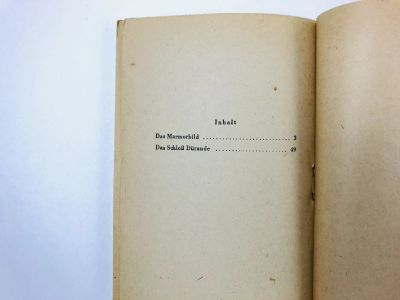 Inhalt
Das Marmorbild ........................ 3
Das Schloß Dürande .................... 49